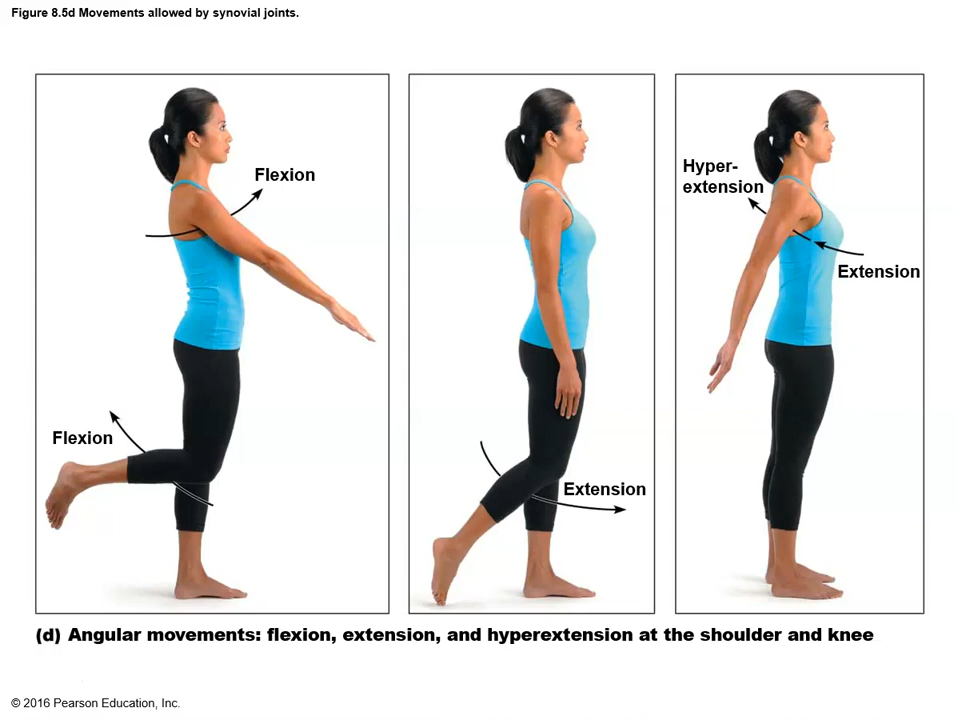 Figure 8.5d Movements allowed by synovial joints.
Flexion
Flexion
Extension
Hyper-
extension
Extension
(d) Angular movements: flexion, extension, and hyperextension at the shoulder and knee
© 2016 Pearson Education, Inc.